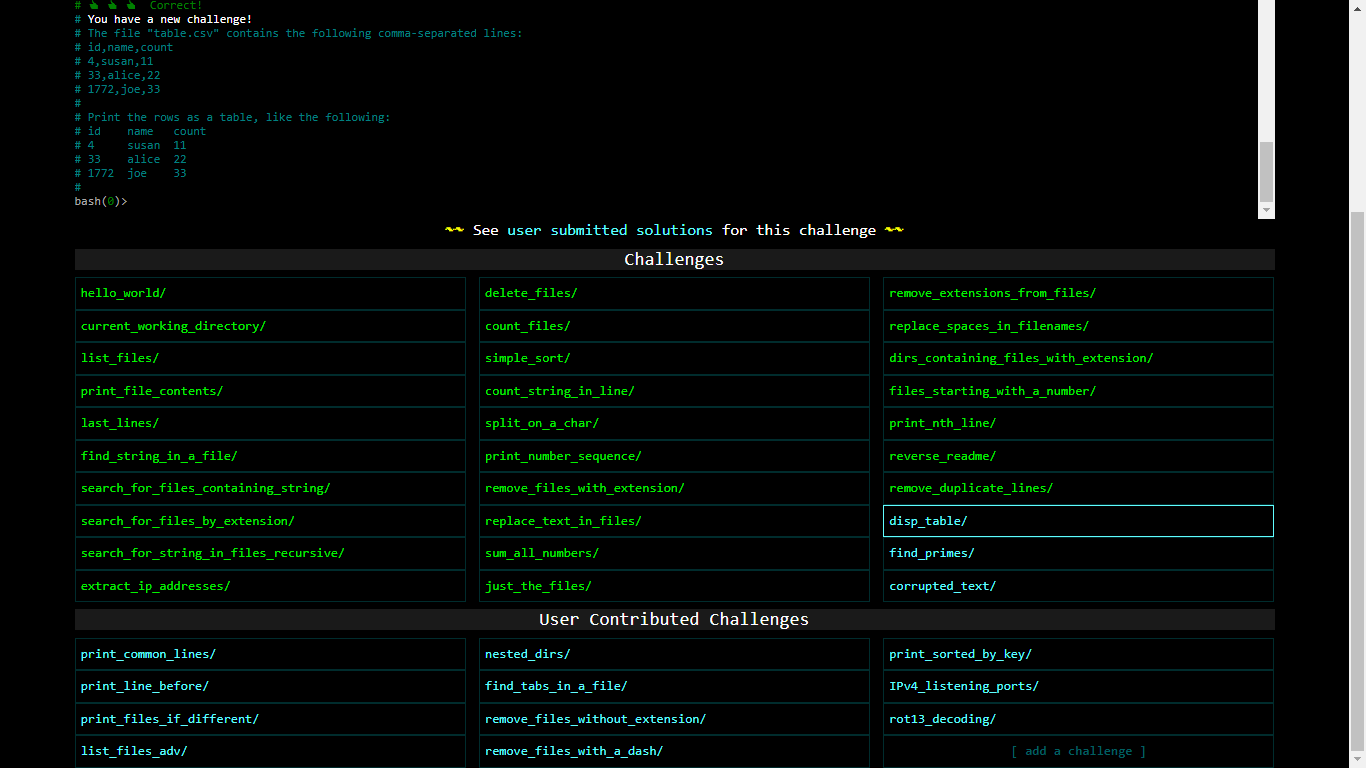 # 👍 👍 👍  Correct!
# You have a new challenge!
# The file "table.csv" contains the following comma-separated lines:
# id,name,count
# 4,susan,11
# 33,alice,22
# 1772,joe,33
#
# Print the rows as a table, like the following:
# id    name   count
# 4     susan  11
# 33    alice  22
# 1772  joe    33
#
bash(0)>
~~ See user submitted solutions for this challenge ~~
Challenges
hello_world/
current_working_directory/
list_files/
print_file_contents/
last_lines/
find_string_in_a_file/
search_for_files_containing_string/
search_for_files_by_extension/
search_for_string_in_files_recursive/
extract_ip_addresses/
delete_files/
count_files/
simple_sort/
count_string_in_line/
split_on_a_char/
print_number_sequence/
remove_files_with_extension/
replace_text_in_files/
sum_all_numbers/
just_the_files/
remove_extensions_from_files/
replace_spaces_in_filenames/
dirs_containing_files_with_extension/
files_starting_with_a_number/
print_nth_line/
reverse_readme/
remove_duplicate_lines/
disp_table/
find_primes/
corrupted_text/
User Contributed Challenges
print_common_lines/
print_line_before/
print_files_if_different/
list_files_adv/
nested_dirs/
find_tabs_in_a_file/
remove_files_without_extension/
remove_files_with_a_dash/
print_sorted_by_key/
IPv4_listening_ports/
rot13_decoding/
[ add a challenge ]